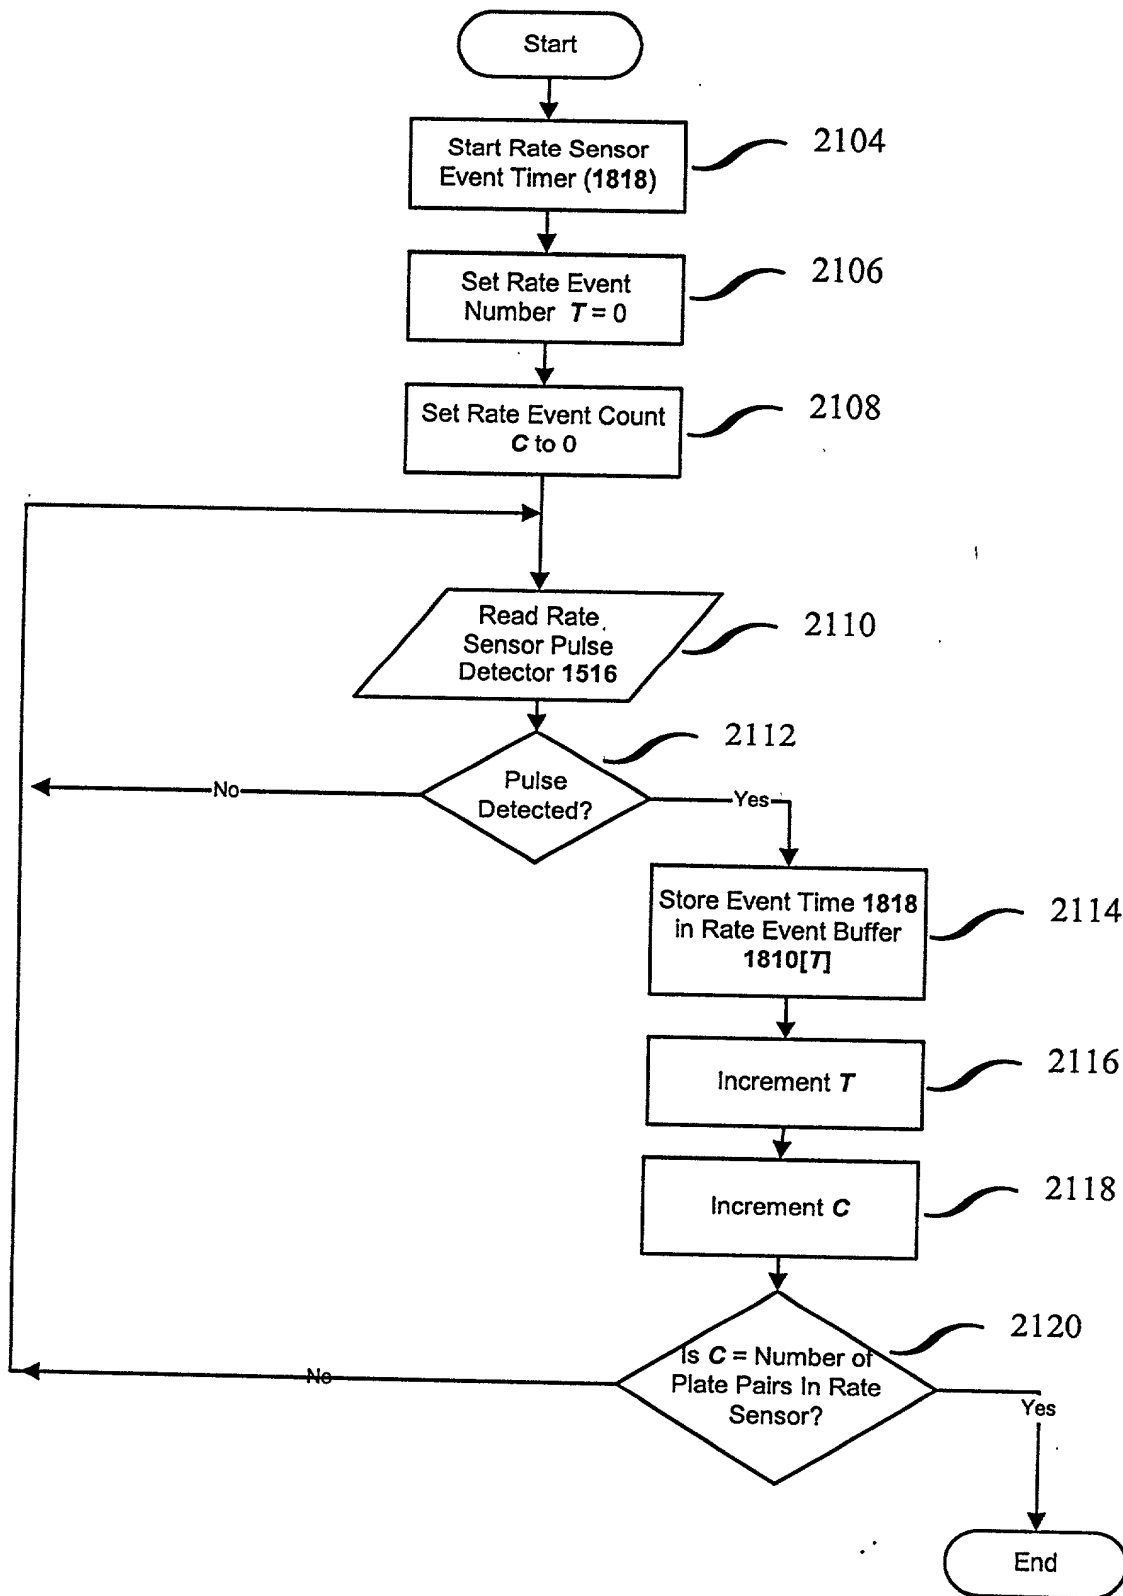 Start
Start Rate Sensor
Event Timer (1818)
2104
Set Rate Event
Number T = 0
2106
Set Rate Event Count
C to 0
2108
Read Rate
Sensor Pulse
Detector 1516
2110
Pulse
Detected?
2112
No
Yes
Store Event Time 1818
in Rate Event Buffer
1810[T]
2114
Increment T
2116
Increment C
2118
Is C = Number of
Plate Pairs In Rate
Sensor?
2120
No
Yes
End